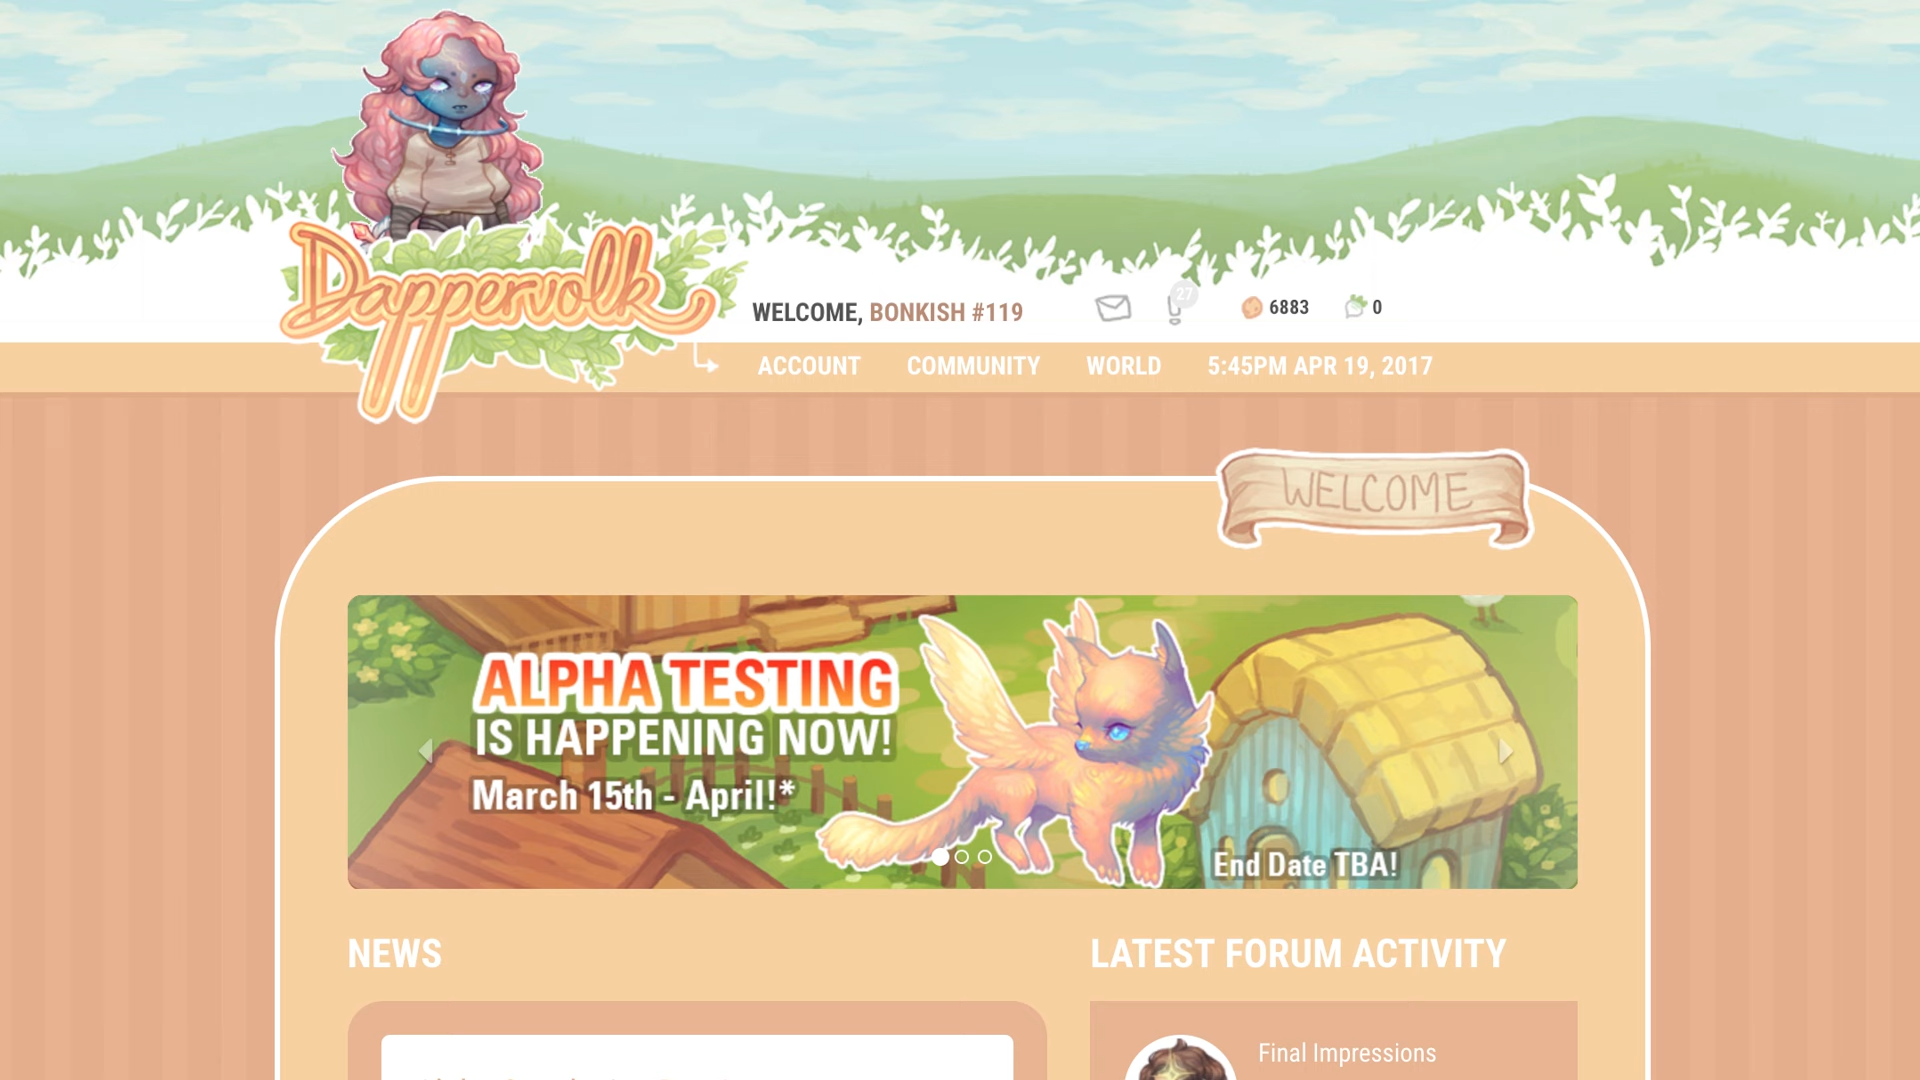 Dappervolk
WELCOME, BONKISH #119
27
6883
0
ACCOUNT COMMUNITY WORLD 5:45PM APR 19, 2017
WELCOME
ALPHA TESTING
IS HAPPENING NOW!
March 15th - April!*
End Date TBA!
NEWS
LATEST FORUM ACTIVITY
Final Impressions